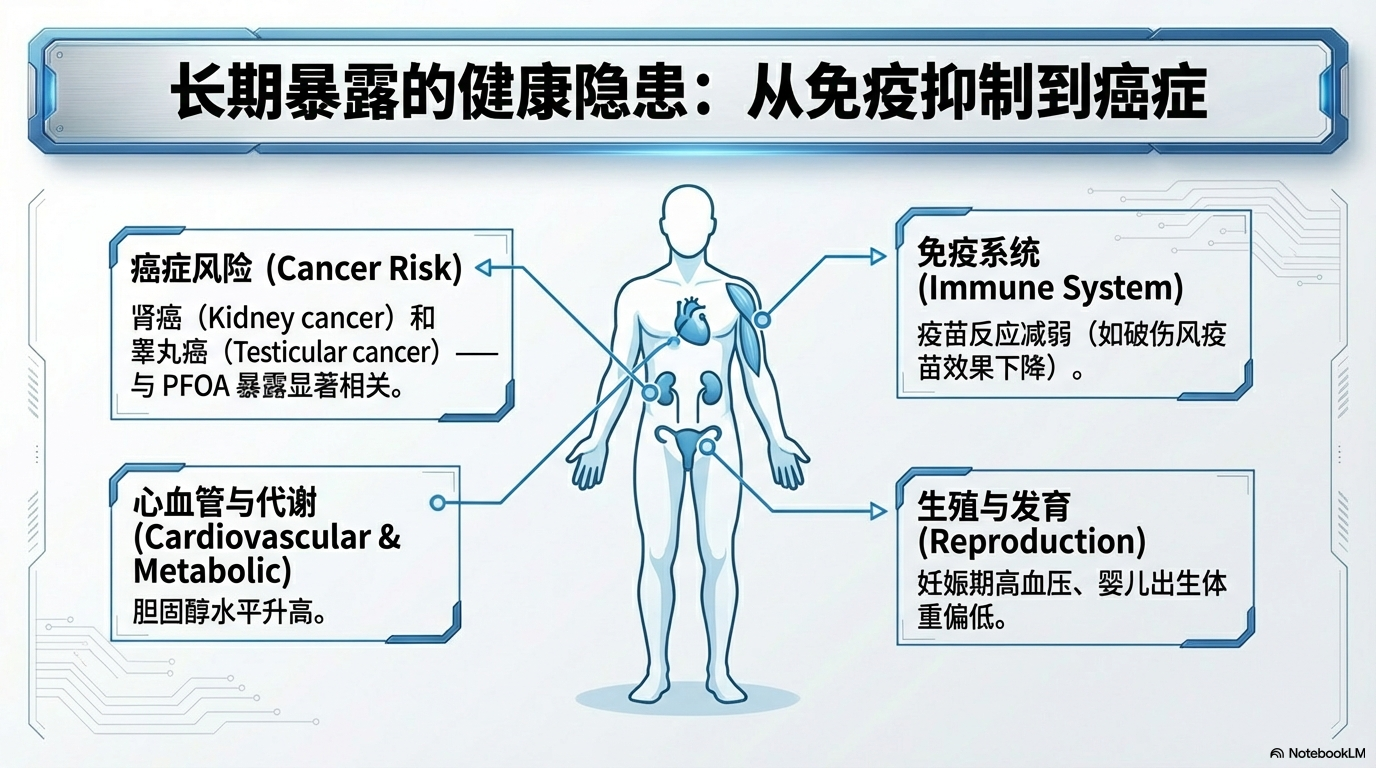 长期暴露的健康隐患：从免疫抑制到癌症
癌症风险 (Cancer Risk)
肾癌（Kidney cancer）和
睾丸癌（Testicular cancer）——
与 PFOA 暴露显著相关。
心血管与代谢
(Cardiovascular &
Metabolic)
胆固醇水平升高。
免疫系统
(Immune System)
疫苗反应减弱（如破伤风疫
苗效果下降）。
生殖与发育
(Reproduction)
妊娠期高血压、婴儿出生体
重偏低。
NotebookLM